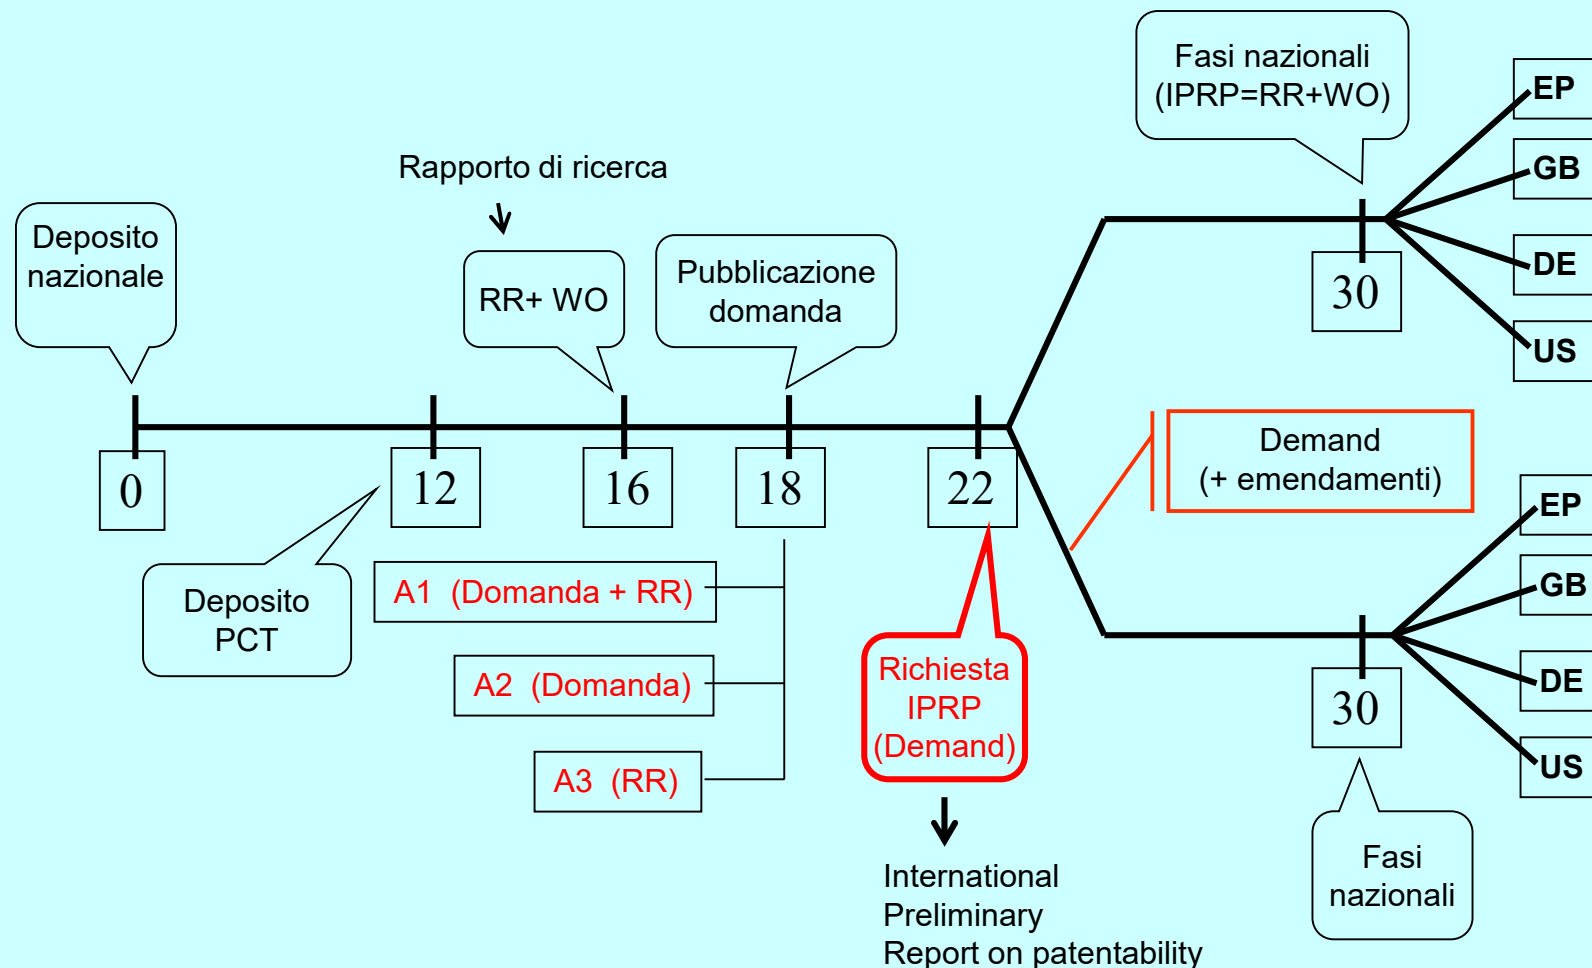 Fasi nazionali
(IPRP=RR+WO)
EP
GB
DE
US
Rapporto di ricerca
Deposito
nazionale
RR+ WO
Pubblicazione
domanda
30
Demand
(+ emendamenti)
0
12
16
18
22
EP
GB
DE
US
Deposito
PCT
A1 (Domanda + RR)
A2 (Domanda)
A3 (RR)
Richiesta
IPRP
(Demand)
30
Fasi
nazionali
International
Preliminary
Report on patentability